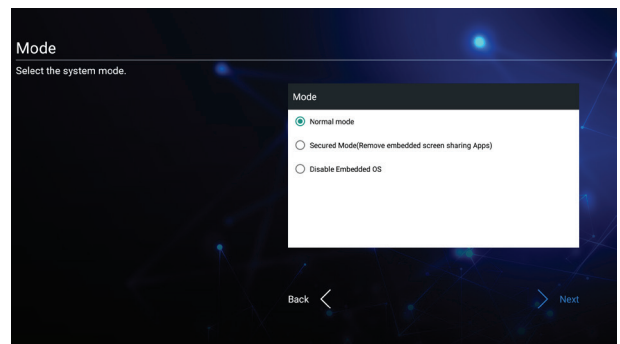 Mode
Select the system mode.
Mode
Normal mode
Secured Mode(Remove embedded screen sharing Apps)
Disable Embedded OS
Back
Next